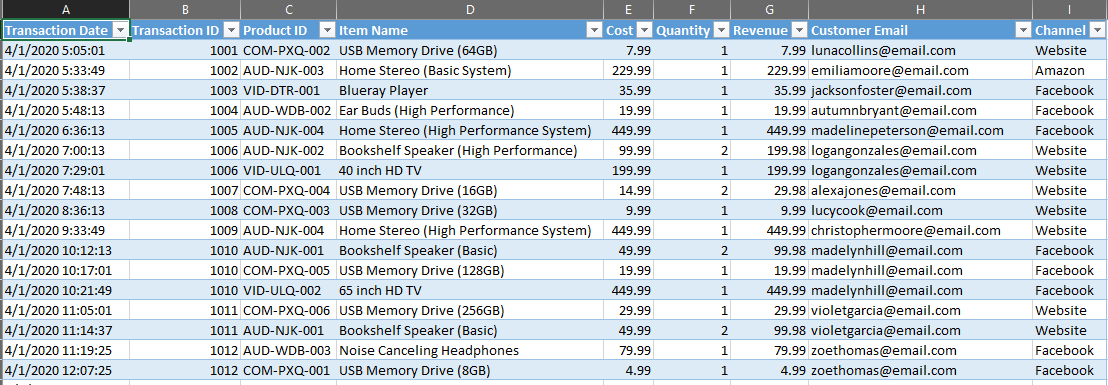 A B C D E F G H I
Transaction Date Transaction ID Product ID Item Name Cost Quantity Revenue Customer Email Channel
4/1/2020 5:05:01 1001 COM-PXQ-002 USB Memory Drive (64GB) 7.99 1 7.99 lunacollins@email.com Website
4/1/2020 5:33:49 1002 AUD-NJK-003 Home Stereo (Basic System) 229.99 1 229.99 emiliamoore@email.com Amazon
4/1/2020 5:38:37 1003 VID-DTR-001 Blueray Player 35.99 1 35.99 jacksonfoster@email.com Facebook
4/1/2020 5:48:13 1004 AUD-WDB-002 Ear Buds (High Performance) 19.99 1 19.99 autumnbryant@email.com Facebook
4/1/2020 6:36:13 1005 AUD-NJK-004 Home Stereo (High Performance System) 449.99 1 449.99 madelinepeterson@email.com Facebook
4/1/2020 7:00:13 1006 AUD-NJK-002 Bookshelf Speaker (High Performance) 99.99 2 199.98 logangonzales@email.com Website
4/1/2020 7:29:01 1006 VID-ULQ-001 40 inch HD TV 199.99 1 199.99 logangonzales@email.com Website
4/1/2020 7:48:13 1007 COM-PXQ-004 USB Memory Drive (16GB) 14.99 2 29.98 alexajones@email.com Website
4/1/2020 8:36:13 1008 COM-PXQ-003 USB Memory Drive (32GB) 9.99 1 9.99 lucycook@email.com Website
4/1/2020 9:33:49 1009 AUD-NJK-004 Home Stereo (High Performance System) 449.99 1 449.99 christophermoore@email.com Website
4/1/2020 10:12:13 1010 AUD-NJK-001 Bookshelf Speaker (Basic) 49.99 2 99.98 madelynhill@email.com Facebook
4/1/2020 10:17:01 1010 COM-PXQ-005 USB Memory Drive (128GB) 19.99 1 19.99 madelynhill@email.com Facebook
4/1/2020 10:21:49 1010 VID-ULQ-002 65 inch HD TV 449.99 1 449.99 madelynhill@email.com Facebook
4/1/2020 11:05:01 1011 COM-PXQ-006 USB Memory Drive (256GB) 29.99 1 29.99 violetgarcia@email.com Website
4/1/2020 11:14:37 1011 AUD-NJK-001 Bookshelf Speaker (Basic) 49.99 2 99.98 violetgarcia@email.com Website
4/1/2020 11:19:25 1012 AUD-WDB-003 Noise Canceling Headphones 79.99 1 79.99 zoethomas@email.com Facebook
4/1/2020 12:07:25 1012 COM-PXQ-001 USB Memory Drive (8GB) 4.99 1 4.99 zoethomas@email.com Facebook